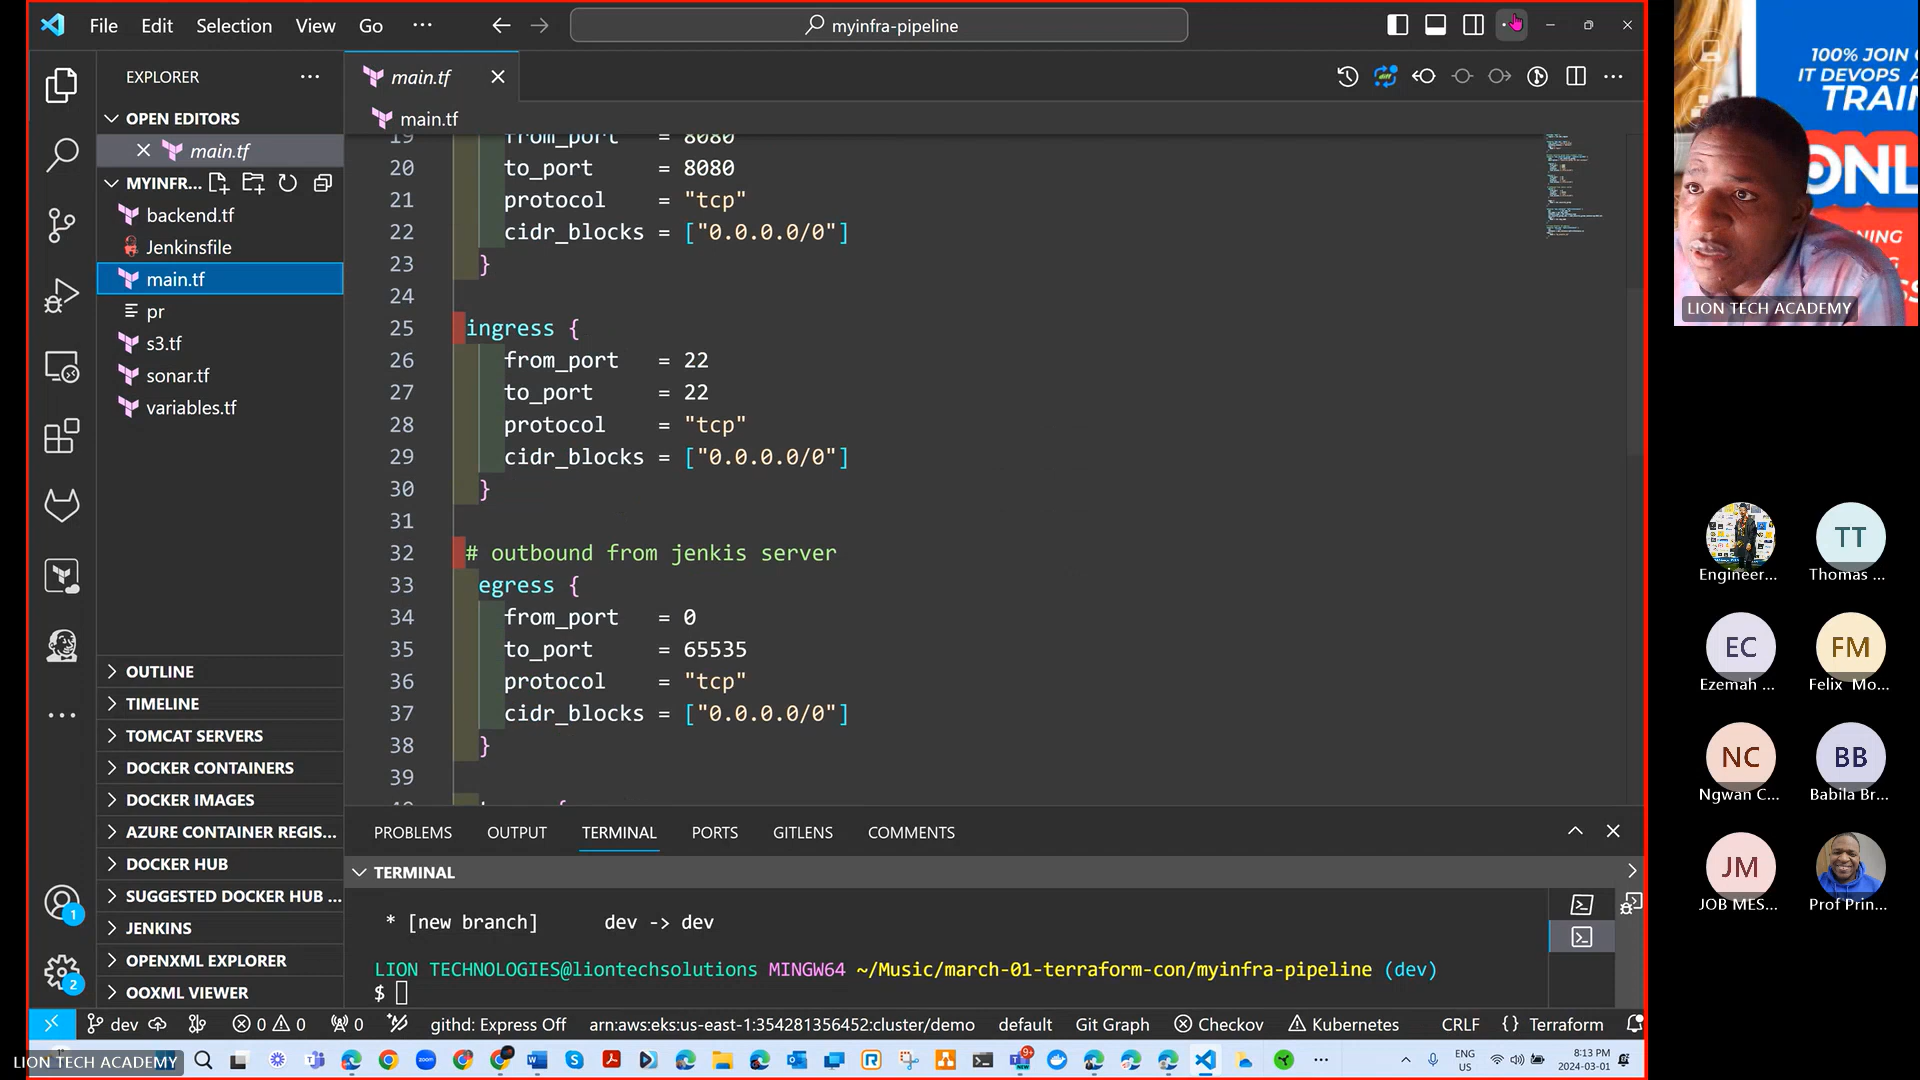 File Edit Selection View Go ···
myinfra-pipeline
EXPLORER
OPEN EDITORS
main.tf
MYINFR...
backend.tf
Jenkinsfile
main.tf
pr
s3.tf
sonar.tf
variables.tf
OUTLINE
TIMELINE
TOMCAT SERVERS
DOCKER CONTAINERS
DOCKER IMAGES
AZURE CONTAINER REGIS...
DOCKER HUB
SUGGESTED DOCKER HUB ...
JENKINS
OPENXML EXPLORER
OOXML VIEWER
1
2
main.tf
main.tf
19 from_port = 8080
20 to_port = 8080
21 protocol = "tcp"
22 cidr_blocks = ["0.0.0.0/0"]
23 }
24
25 ingress {
26 from_port = 22
27 to_port = 22
28 protocol = "tcp"
29 cidr_blocks = ["0.0.0.0/0"]
30 }
31
32 # outbound from jenkis server
33 egress {
34 from_port = 0
35 to_port = 65535
36 protocol = "tcp"
37 cidr_blocks = ["0.0.0.0/0"]
38 }
39
PROBLEMS OUTPUT TERMINAL PORTS GITLENS COMMENTS
TERMINAL
* [new branch] dev -> dev
LION TECHNOLOGIES@liontechsolutions MINGW64 ~/Music/march-01-terraform-con/myinfra-pipeline (dev)
$
dev 0 0 0 githd: Express Off arn:aws:eks:us-east-1:354281356452:cluster/demo default Git Graph Checkov Kubernetes CRLF {} Terraform
LION TECH ACADEMY
ENG
US
8:13 PM
2024-03-01
100% JOIN
IT DEVOPS
TRAIN
ONL
NING
LION TECH ACADEMY
Engineer...
TT
Thomas ...
EC
Ezemah ...
FM
Felix Mo...
NC
Ngwan C...
BB
Babila Br...
JM
JOB MES...
Prof Prin...